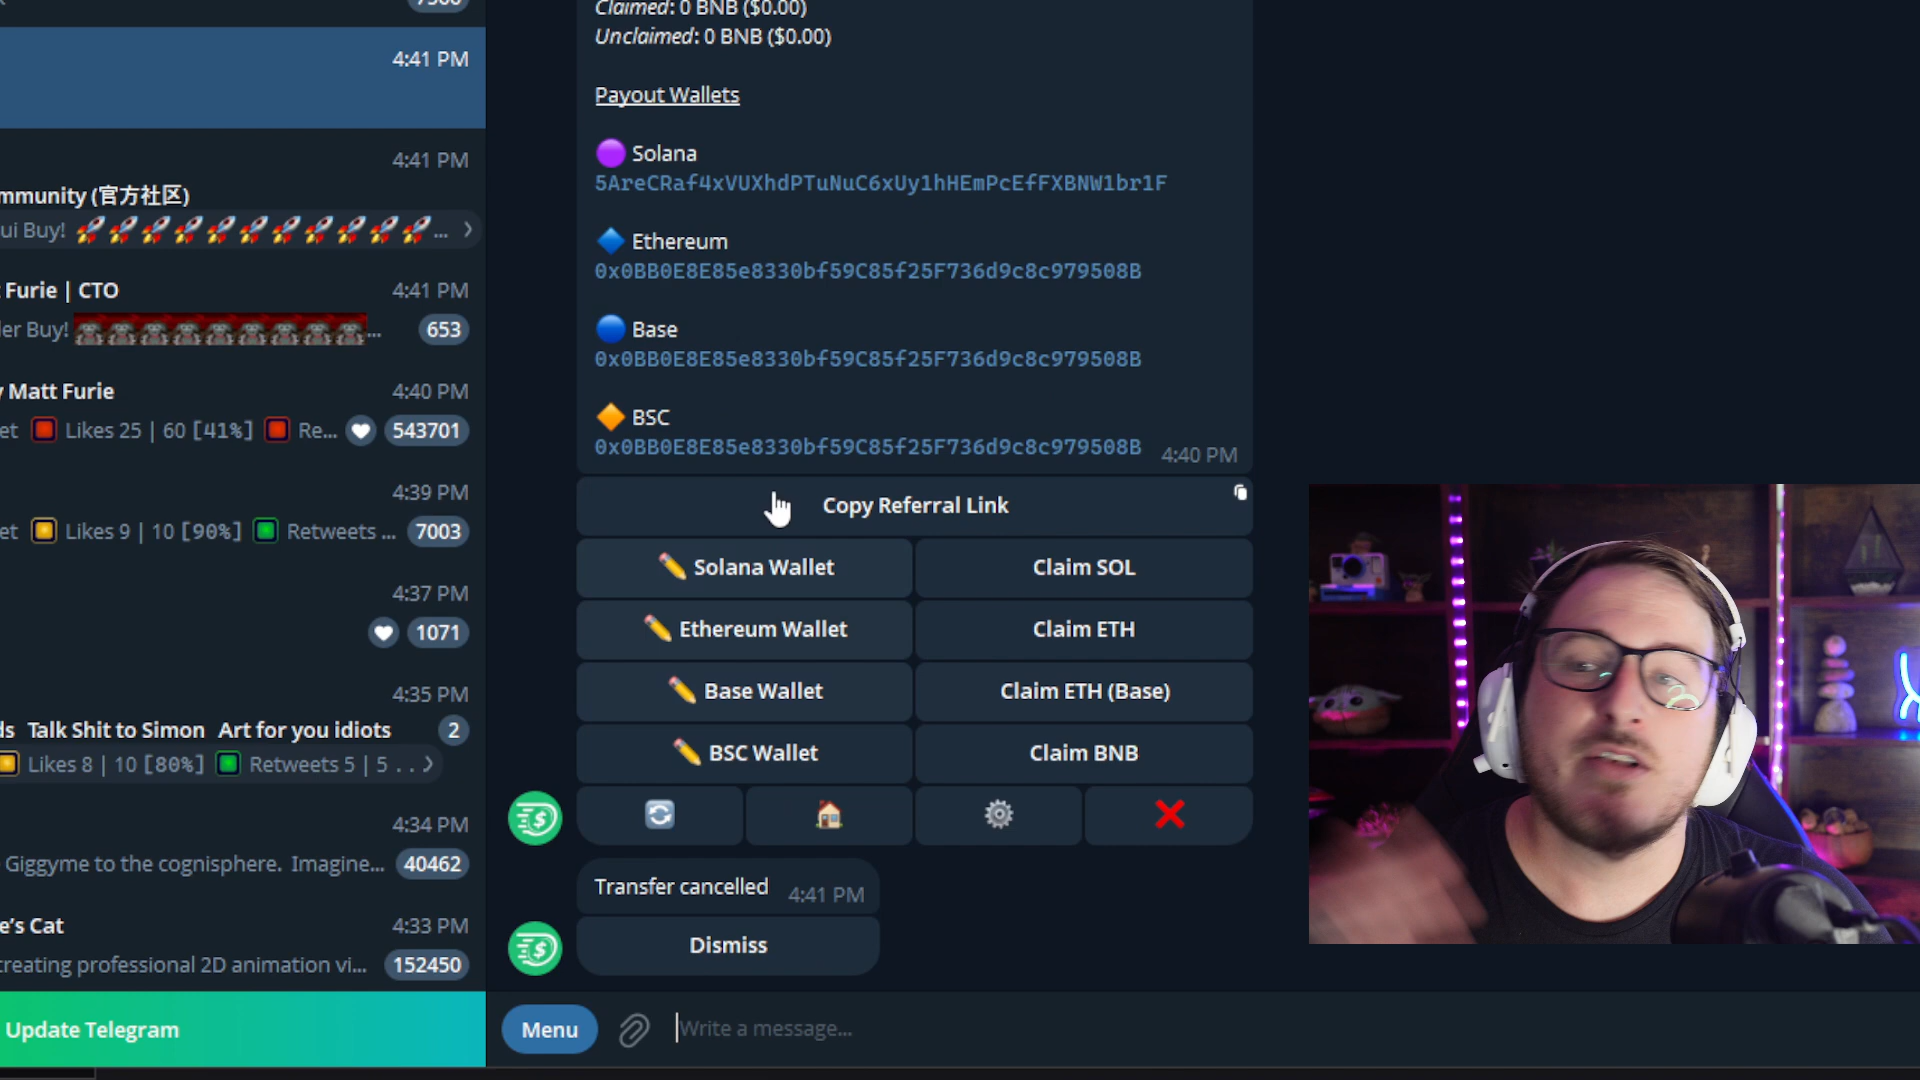 4:41 PM
4:41 PM
mmunity (官方社区)
ui Buy! ...
Furie | CTO
4:41 PM
ler Buy! ...
653
Matt Furie
4:40 PM
et Likes 25 | 60 [41%] Re...
543701
4:39 PM
et Likes 9 | 10 [90%] Retweets ...
7003
4:37 PM
1071
4:35 PM
ds Talk Shit to Simon Art for you idiots
2
Likes 8 | 10 [80%] Retweets 5 | 5 . .
4:34 PM
Giggyme to the cognisphere. Imagine...
40462
e's Cat
4:33 PM
creating professional 2D animation vi...
152450
Update Telegram
Claimed: 0 BNB ($0.00)
Unclaimed: 0 BNB ($0.00)
Payout Wallets
Solana
5AreCRaf4xVUXhdPTuNuC6xUy1hHEmPcEfFXBNW1br1F
Ethereum
0x0BB0E8E85e8330bf59C85f25F736d9c8c979508B
Base
0x0BB0E8E85e8330bf59C85f25F736d9c8c979508B
BSC
0x0BB0E8E85e8330bf59C85f25F736d9c8c979508B
4:40 PM
Copy Referral Link
Solana Wallet
Claim SOL
Ethereum Wallet
Claim ETH
Base Wallet
Claim ETH (Base)
BSC Wallet
Claim BNB
Transfer cancelled
4:41 PM
Dismiss
Menu
Write a message...